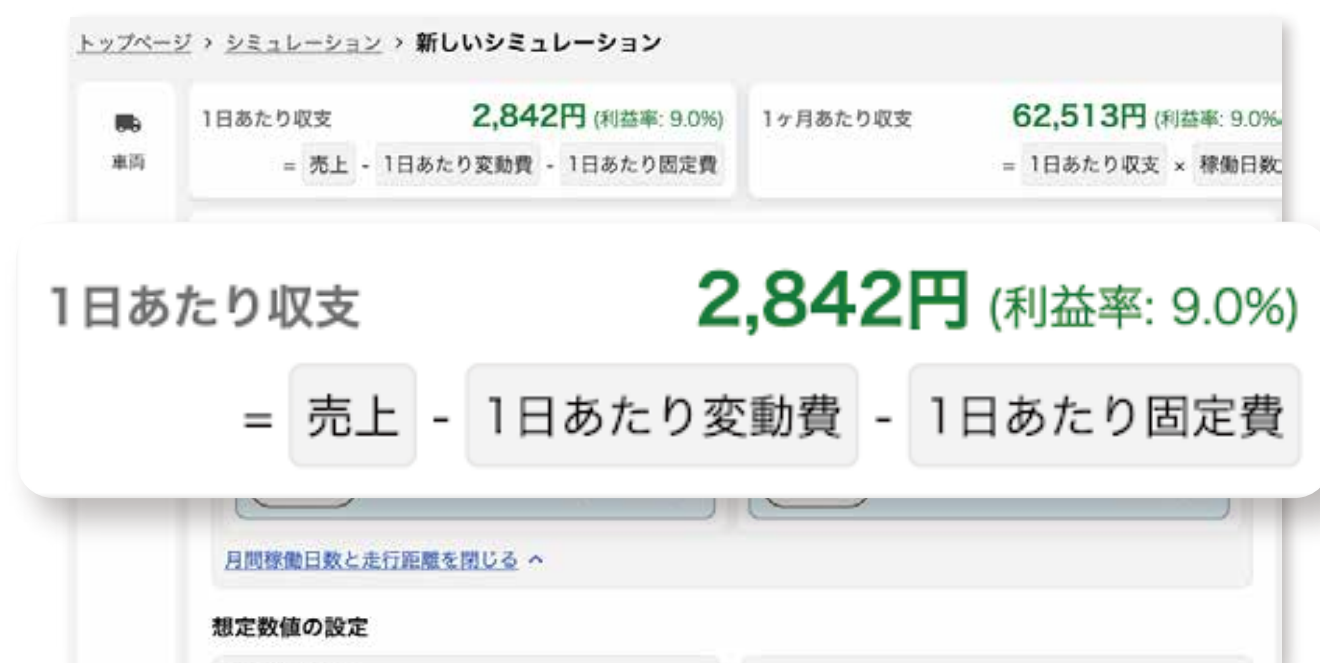 トップページ > シミュレーション > 新しいシミュレーション
車両
1日あたり収支 2,842円 (利益率: 9.0%)
= 売上 - 1日あたり変動費 - 1日あたり固定費
1ヶ月あたり収支 62,513円 (利益率: 9.0%
= 1日あたり収支 × 稼働日数
1日あたり収支 2,842円 (利益率: 9.0%)
= 売上 - 1日あたり変動費 - 1日あたり固定費
月間稼働日数と走行距離を閉じる ^
想定数値の設定